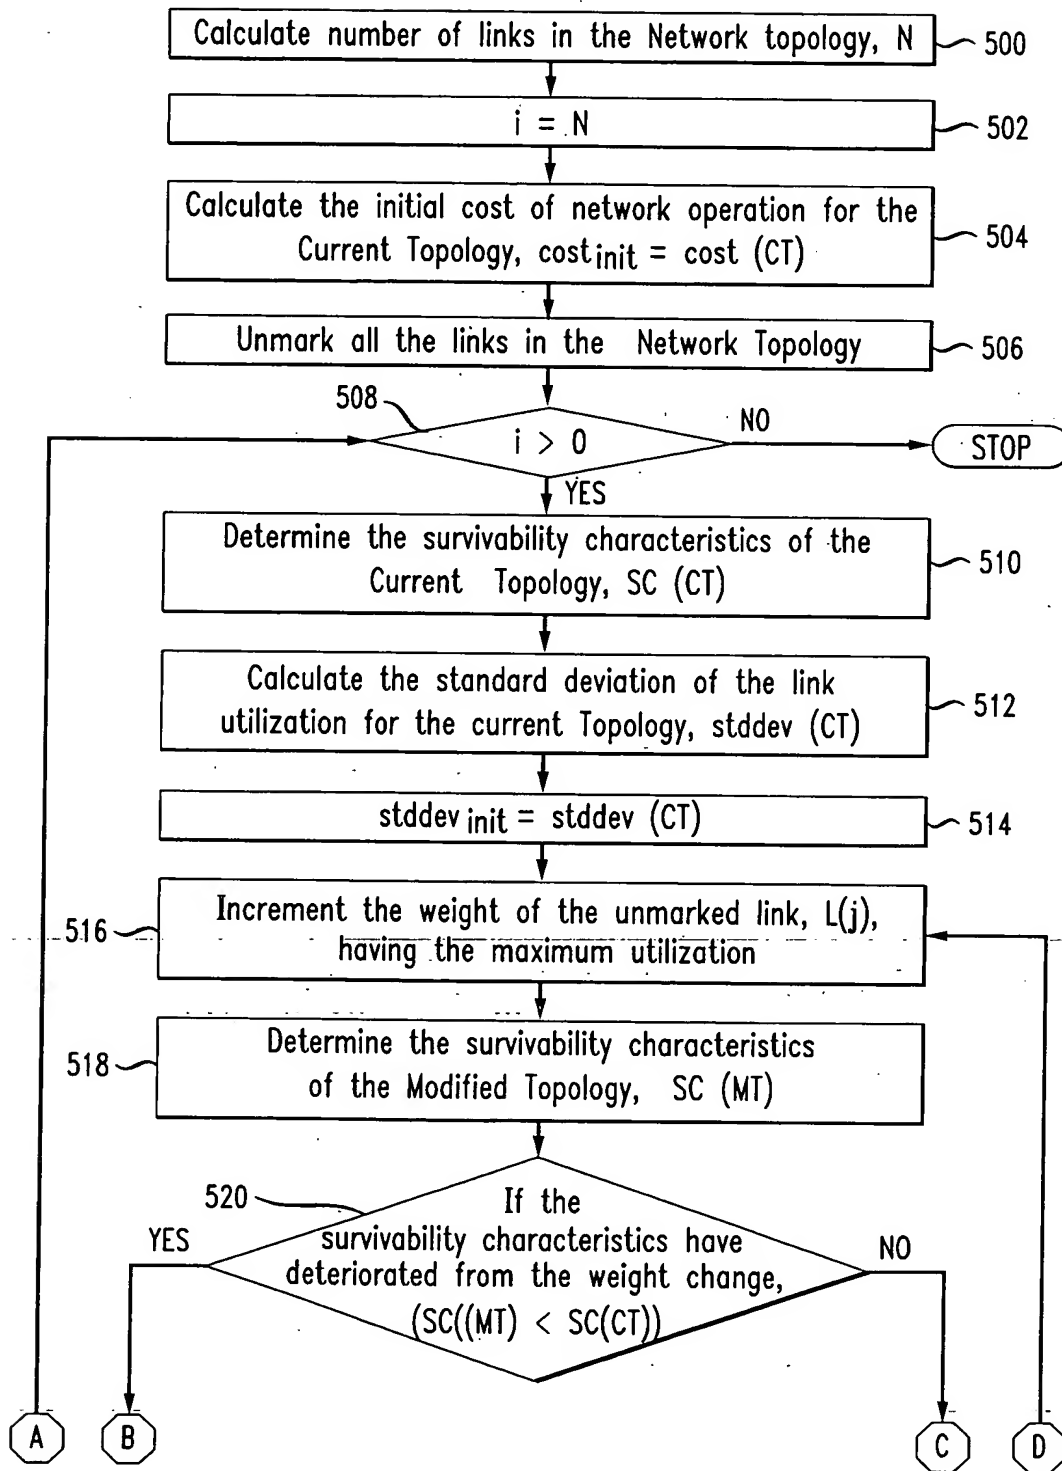 Calculate number of links in the Network topology, N
500
i = N
502
Calculate the initial cost of network operation for the
Current Topology, costinit = cost (CT)
504
Unmark all the links in the Network Topology
506
508
i > 0
NO
STOP
YES
Determine the survivability characteristics of the
Current Topology, SC (CT)
510
Calculate the standard deviation of the link
utilization for the current Topology, stddev (CT)
512
stddev init = stddev (CT)
514
516
Increment the weight of the unmarked link, L(j),
having the maximum utilization
518
Determine the survivability characteristics
of the Modified Topology, SC (MT)
520
If the
survivability characteristics have
deteriorated from the weight change,
(SC((MT) < SC(CT))
YES
NO
A
B
C
D